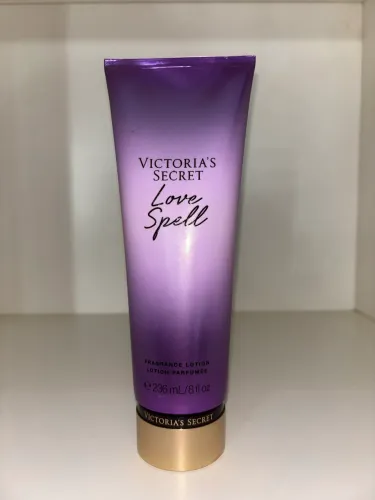 VICTORIA'S
SECRET
Love
Spell
FRAGRANCE LOTION
LOTION PARFUMÉE
℮ 236 mL/8 fl oz
VICTORIA'S SECRET